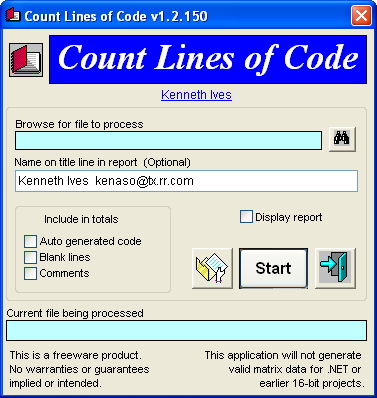 Count Lines of Code v1.2.150
Count Lines of Code
Kenneth Ives
Browse for file to process
Name on title line in report (Optional)
Kenneth Ives kenaso@tx.rr.com
Include in totals
Auto generated code
Blank lines
Comments
Display report
Start
Current file being processed
This is a freeware product.
No warranties or guarantees
implied or intended.
This application will not generate
valid matrix data for .NET or
earlier 16-bit projects.